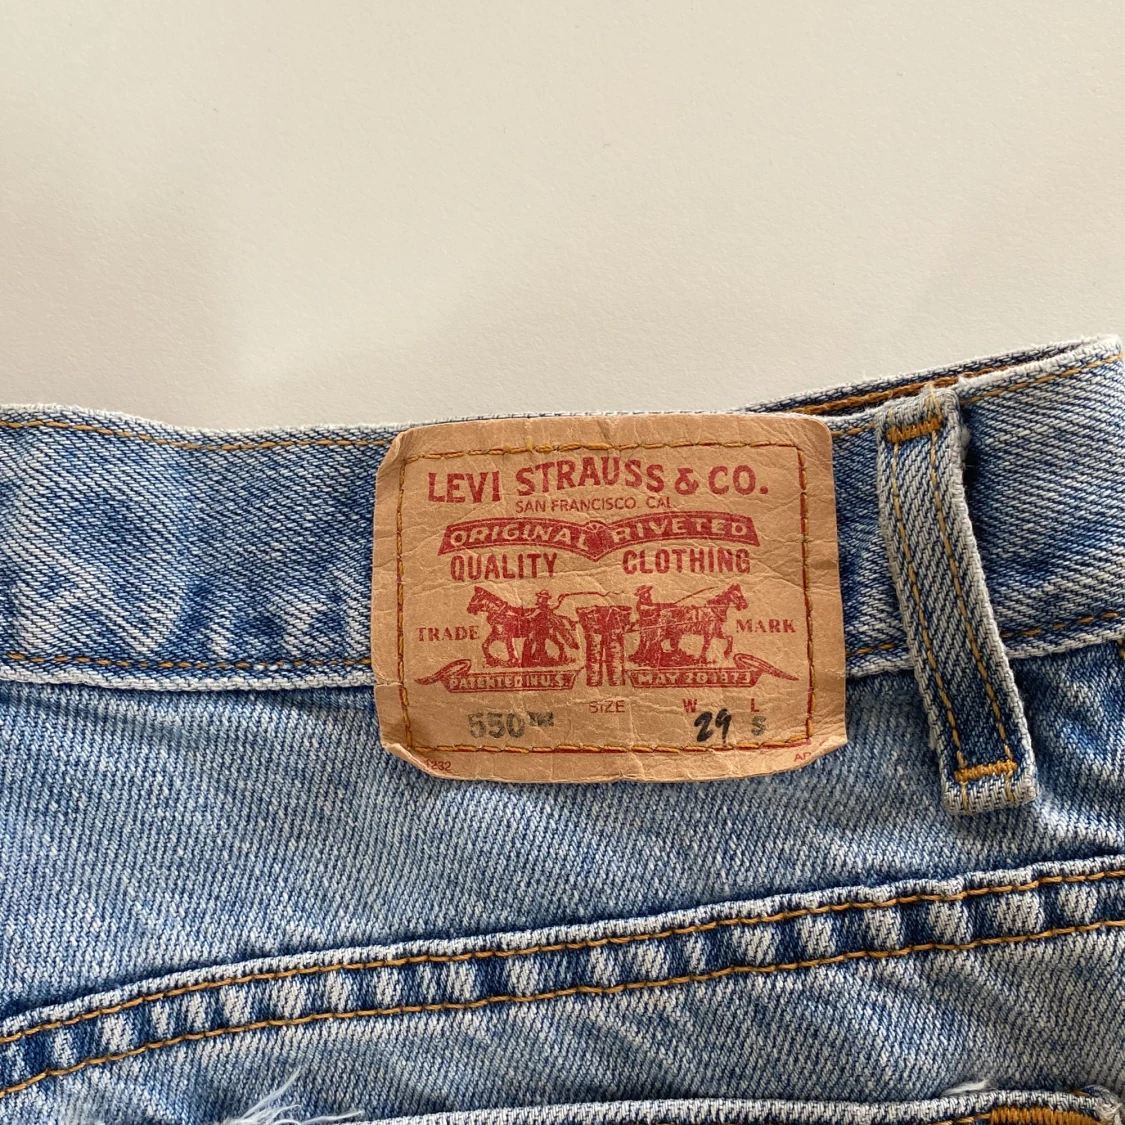 LEVI STRAUSS & CO.
SAN FRANCISCO CAL
ORIGINAL RIVETED
QUALITY CLOTHING
TRADE MARK
PATENTED IN U.S. MAY 20 1873
SIZE W L
550™ 29 S